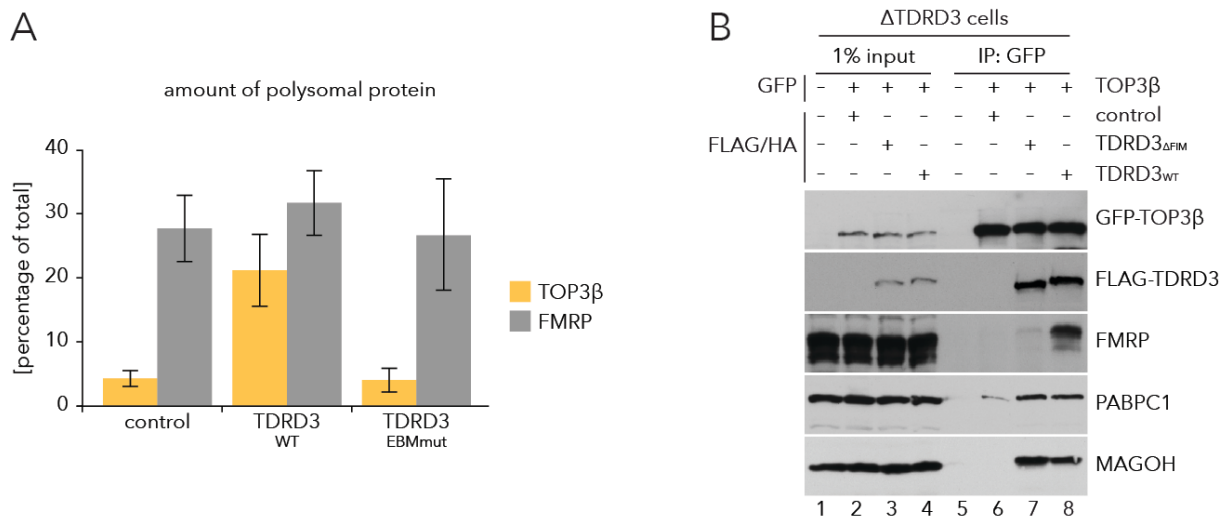 A
amount of polysomal protein
[percentage of total]
40
30
20
10
0
control
TDRD3
WT
TDRD3
EBMmut
TOP3β
FMRP
B
ΔTDRD3 cells
1% input IP: GFP
GFP - + + + - + + + TOP3β
FLAG/HA
- + - - - + - - control
- - + - - - + - TDRD3ΔFIM
- - - + - - - + TDRD3WT
GFP-TOP3β
FLAG-TDRD3
FMRP
PABPC1
MAGOH
1 2 3 4 5 6 7 8